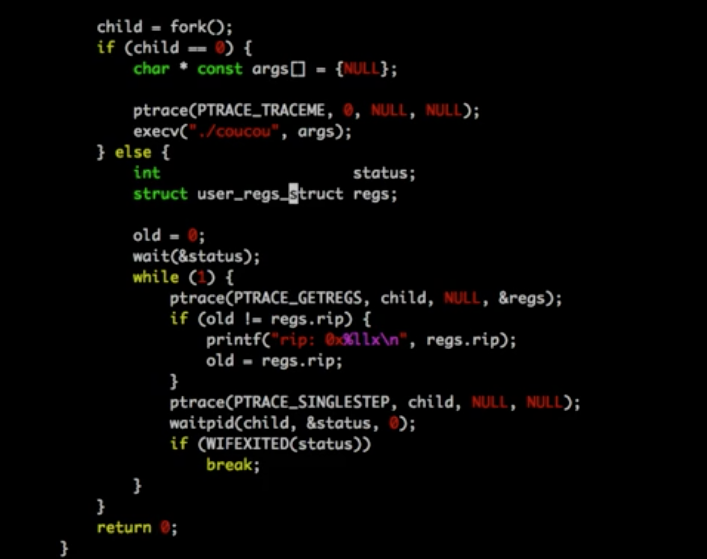 child = fork();
if (child == 0) {
char * const args[] = {NULL};
ptrace(PTRACE_TRACEME, 0, NULL, NULL);
execv("./coucou", args);
} else {
int status;
struct user_regs_struct regs;
old = 0;
wait(&status);
while (1) {
ptrace(PTRACE_GETREGS, child, NULL, &regs);
if (old != regs.rip) {
printf("rip: 0x%llx\n", regs.rip);
old = regs.rip;
}
ptrace(PTRACE_SINGLESTEP, child, NULL, NULL);
waitpid(child, &status, 0);
if (WIFEXITED(status))
break;
}
}
return 0;
}